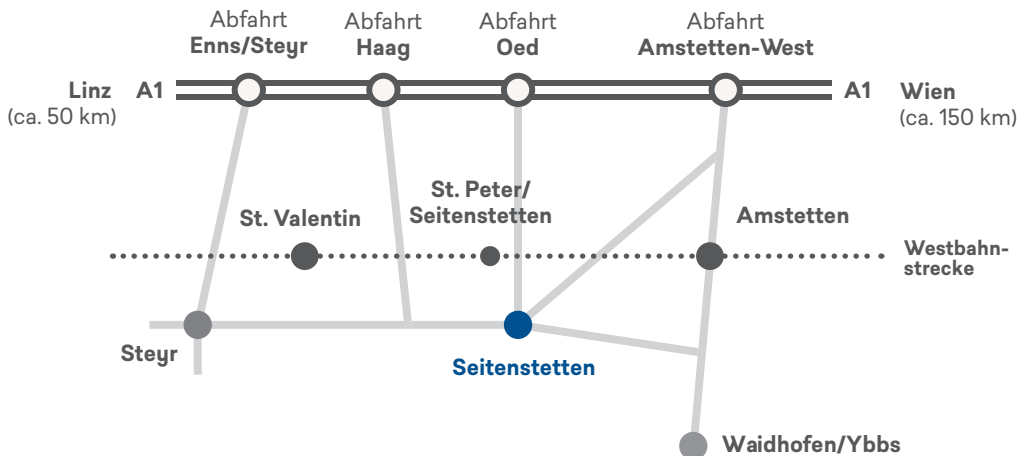 Abfahrt
Enns/Steyr
Abfahrt
Haag
Abfahrt
Oed
Abfahrt
Amstetten-West
Linz
(ca. 50 km)
A1
A1
Wien
(ca. 150 km)
St. Valentin
St. Peter/
Seitenstetten
Amstetten
Westbahn-
strecke
Steyr
Seitenstetten
Waidhofen/Ybbs